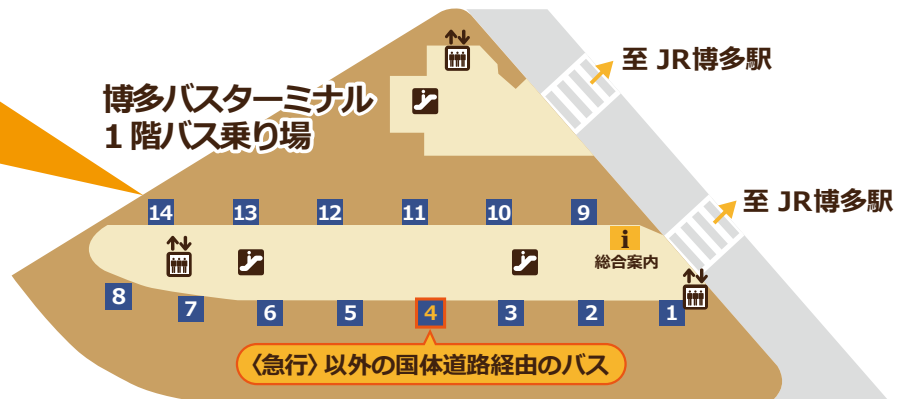 至 JR博多駅
博多バスターミナル
1階バス乗り場
至 JR博多駅
14 13 12 11 10 9
i
総合案内
8 7 6 5 4 3 2 1
〈急行〉以外の国体道路経由のバス